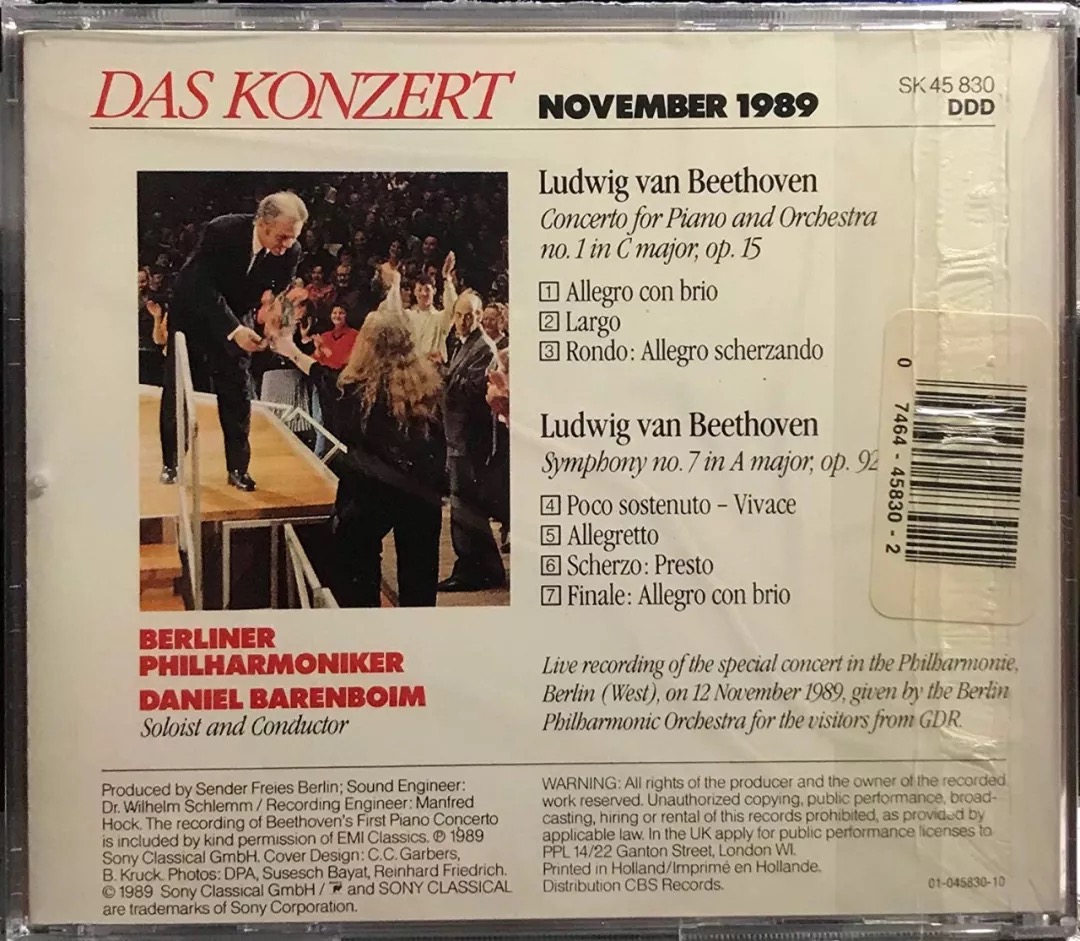 DAS KONZERT NOVEMBER 1989
SK 45 830
DDD
Ludwig van Beethoven
Concerto for Piano and Orchestra
no. 1 in C major, op. 15
1 Allegro con brio
2 Largo
3 Rondo: Allegro scherzando
Ludwig van Beethoven
Symphony no. 7 in A major, op. 92
4 Poco sostenuto – Vivace
5 Allegretto
6 Scherzo: Presto
7 Finale: Allegro con brio
0 7464-45830-2
BERLINER
PHILHARMONIKER
DANIEL BARENBOIM
Soloist and Conductor
Live recording of the special concert in the Philharmonie,
Berlin (West), on 12 November 1989, given by the Berlin
Philharmonic Orchestra for the visitors from GDR.
Produced by Sender Freies Berlin; Sound Engineer:
Dr. Wilhelm Schlemm / Recording Engineer: Manfred
Hock. The recording of Beethoven's First Piano Concerto
is included by kind permission of EMI Classics. ℗ 1989
Sony Classical GmbH. Cover Design: C.C. Garbers,
B. Kruck. Photos: DPA, Susesch Bayat, Reinhard Friedrich.
© 1989 Sony Classical GmbH / and SONY CLASSICAL
are trademarks of Sony Corporation.
WARNING: All rights of the producer and the owner of the recorded
work reserved. Unauthorized copying, public performance, broad-
casting, hiring or rental of this records prohibited, as provided by
applicable law. In the UK apply for public performance licenses to
PPL 14/22 Ganton Street, London WI.
Printed in Holland/Imprimé en Hollande.
Distribution CBS Records.
01-045830-10